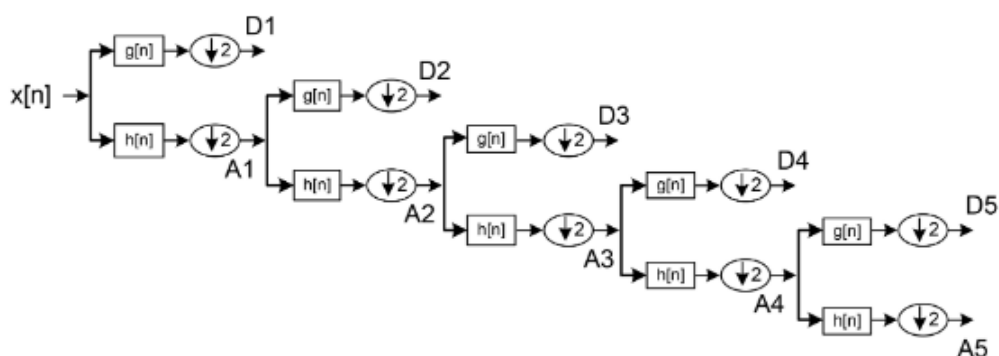 D1
g[n] ↓2
x[n]
D2
g[n] ↓2
h[n] ↓2
A1
D3
g[n] ↓2
h[n] ↓2
A2
D4
g[n] ↓2
h[n] ↓2
A3
D5
g[n] ↓2
h[n] ↓2
A4
h[n] ↓2
A5